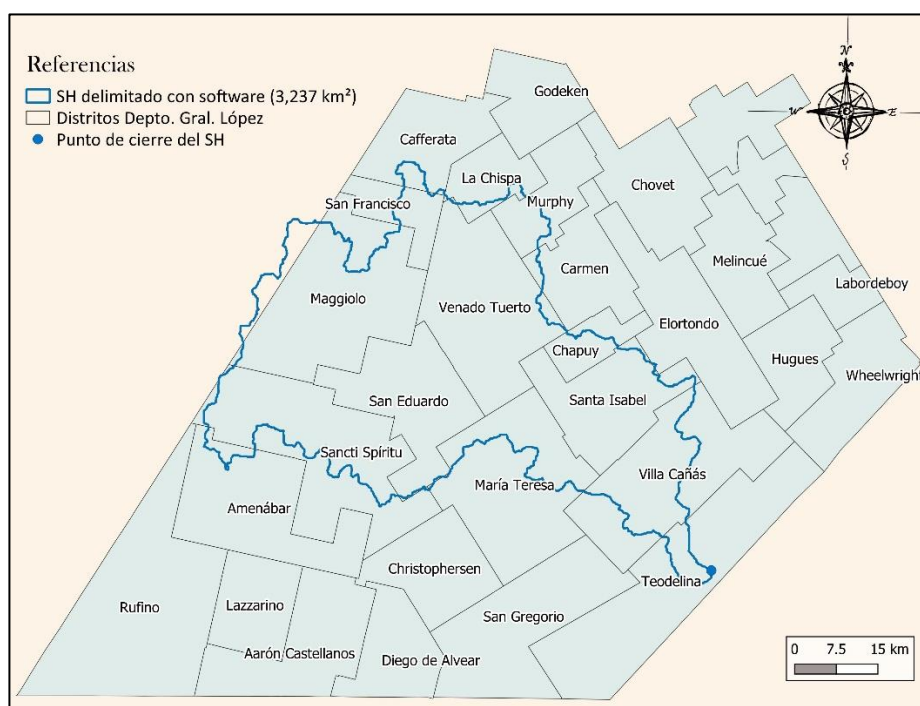 Referencias
SH delimitado con software (3,237 km²)
Distritos Depto. Gral. López
Punto de cierre del SH
N
W
E
S
Godeken
Cafferata
La Chispa
Chovet
San Francisco
Murphy
Melincué
Carmen
Labordeboy
Maggiolo
Venado Tuerto
Elortondo
Chapuy
Hugues
Wheelwright
San Eduardo
Santa Isabel
Sancti Spíritu
Villa Cañás
María Teresa
Amenábar
Christophersen
Teodelina
Rufino
Lazzarino
San Gregorio
Aarón Castellanos
Diego de Alvear
0 7.5 15 km